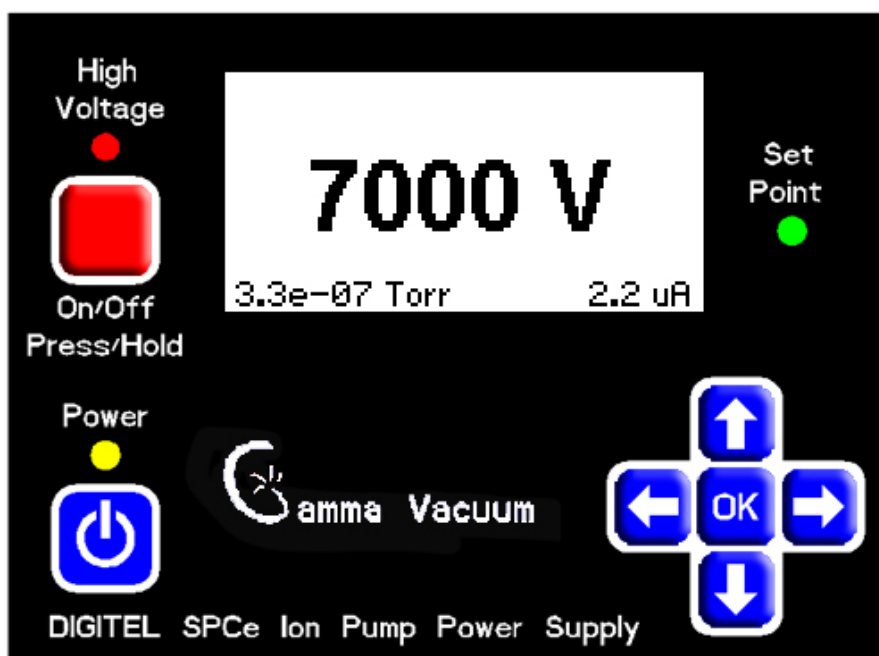 High
Voltage
On/Off
Press/Hold
7000 V
3.3e-07 Torr 2.2 uA
Set
Point
Power
Gamma Vacuum
OK
DIGITEL SPCe Ion Pump Power Supply